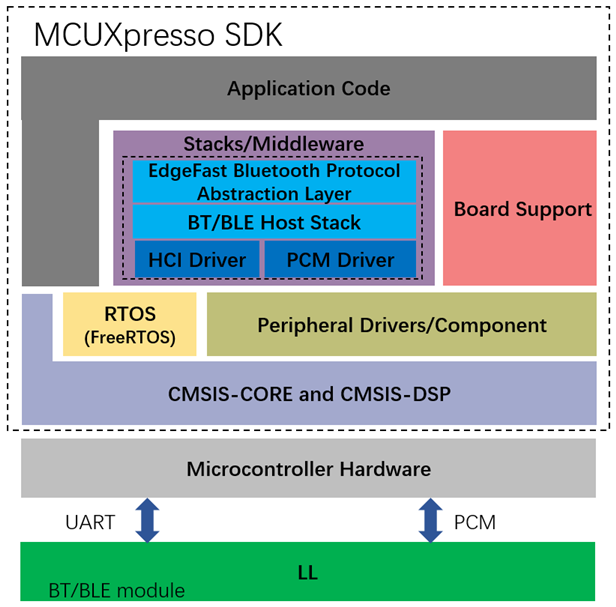 MCUXpresso SDK
Application Code
Stacks/Middleware
EdgeFast Bluetooth Protocol
Abstraction Layer
BT/BLE Host Stack
HCI Driver
PCM Driver
Board Support
RTOS
(FreeRTOS)
Peripheral Drivers/Component
CMSIS-CORE and CMSIS-DSP
Microcontroller Hardware
UART
PCM
LL
BT/BLE module